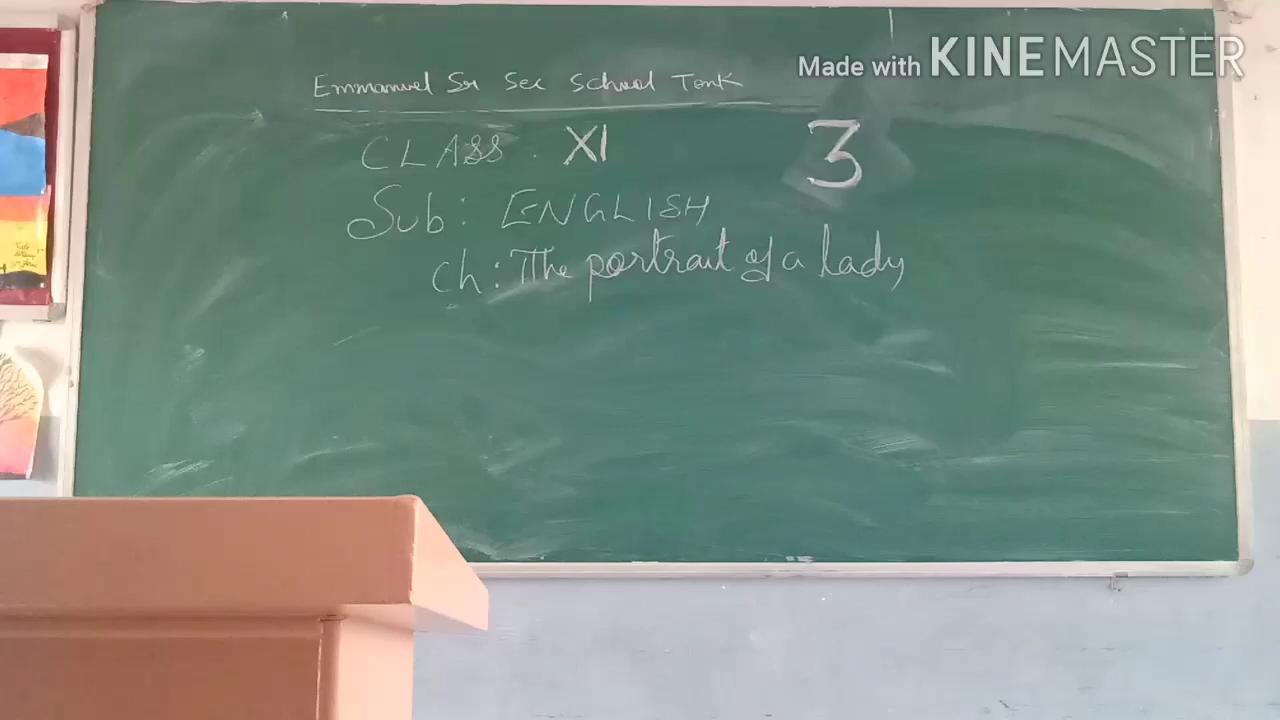 Made with KINEMASTER
Emmanuel Sr Sec School Tonk
CLASS . XI
3
Sub : ENGLISH
Ch : The portrait of a lady